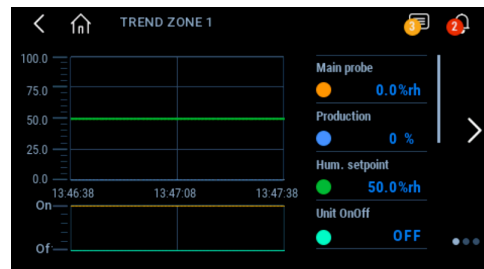 TREND ZONE 1
3
2
100.0
75.0
50.0
25.0
0.0
13:46:38 13:47:08 13:47:38
On
Of
Main probe
0.0%rh
Production
0 %
Hum. setpoint
50.0%rh
Unit OnOff
OFF